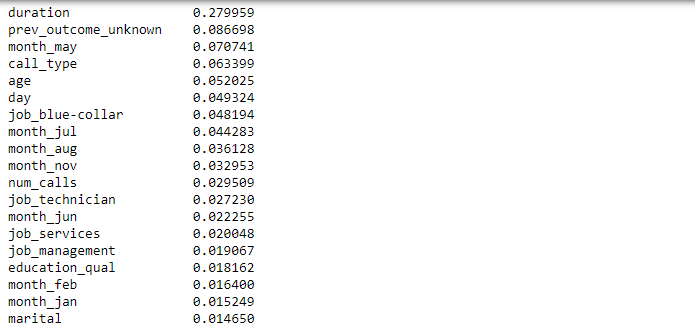 duration 0.279959
prev_outcome_unknown 0.086698
month_may 0.070741
call_type 0.063399
age 0.052025
day 0.049324
job_blue-collar 0.048194
month_jul 0.044283
month_aug 0.036128
month_nov 0.032953
num_calls 0.029509
job_technician 0.027230
month_jun 0.022255
job_services 0.020048
job_management 0.019067
education_qual 0.018162
month_feb 0.016400
month_jan 0.015249
marital 0.014650